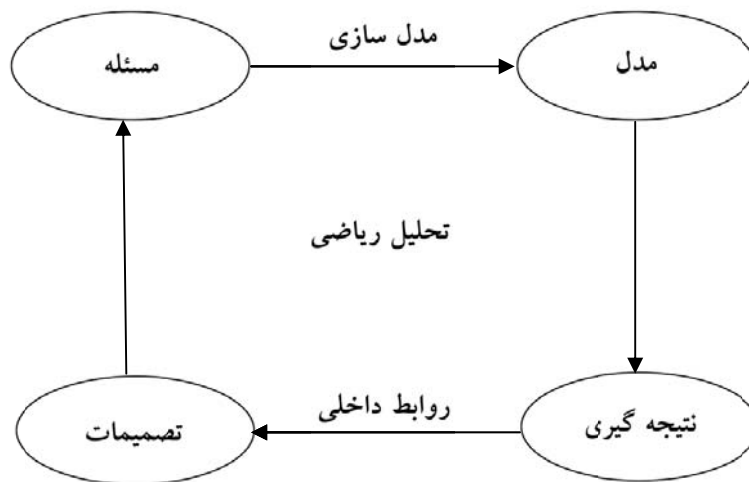 مدل سازی
مدل
مسئله
تحلیل ریاضی
روابط داخلی
نتیجه گیری
تصمیمات